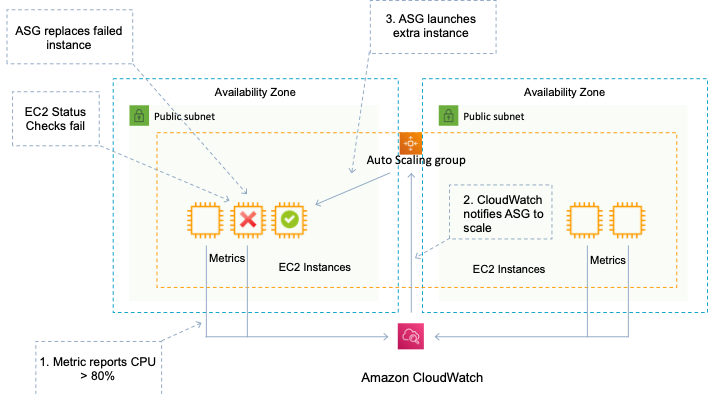 ASG replaces failed
instance
3. ASG launches
extra instance
EC2 Status
Checks fail
Availability Zone
Availability Zone
Public subnet
Public subnet
Auto Scaling group
2. CloudWatch
notifies ASG to
scale
Metrics
EC2 Instances
EC2 Instances
Metrics
1. Metric reports CPU
> 80%
Amazon CloudWatch